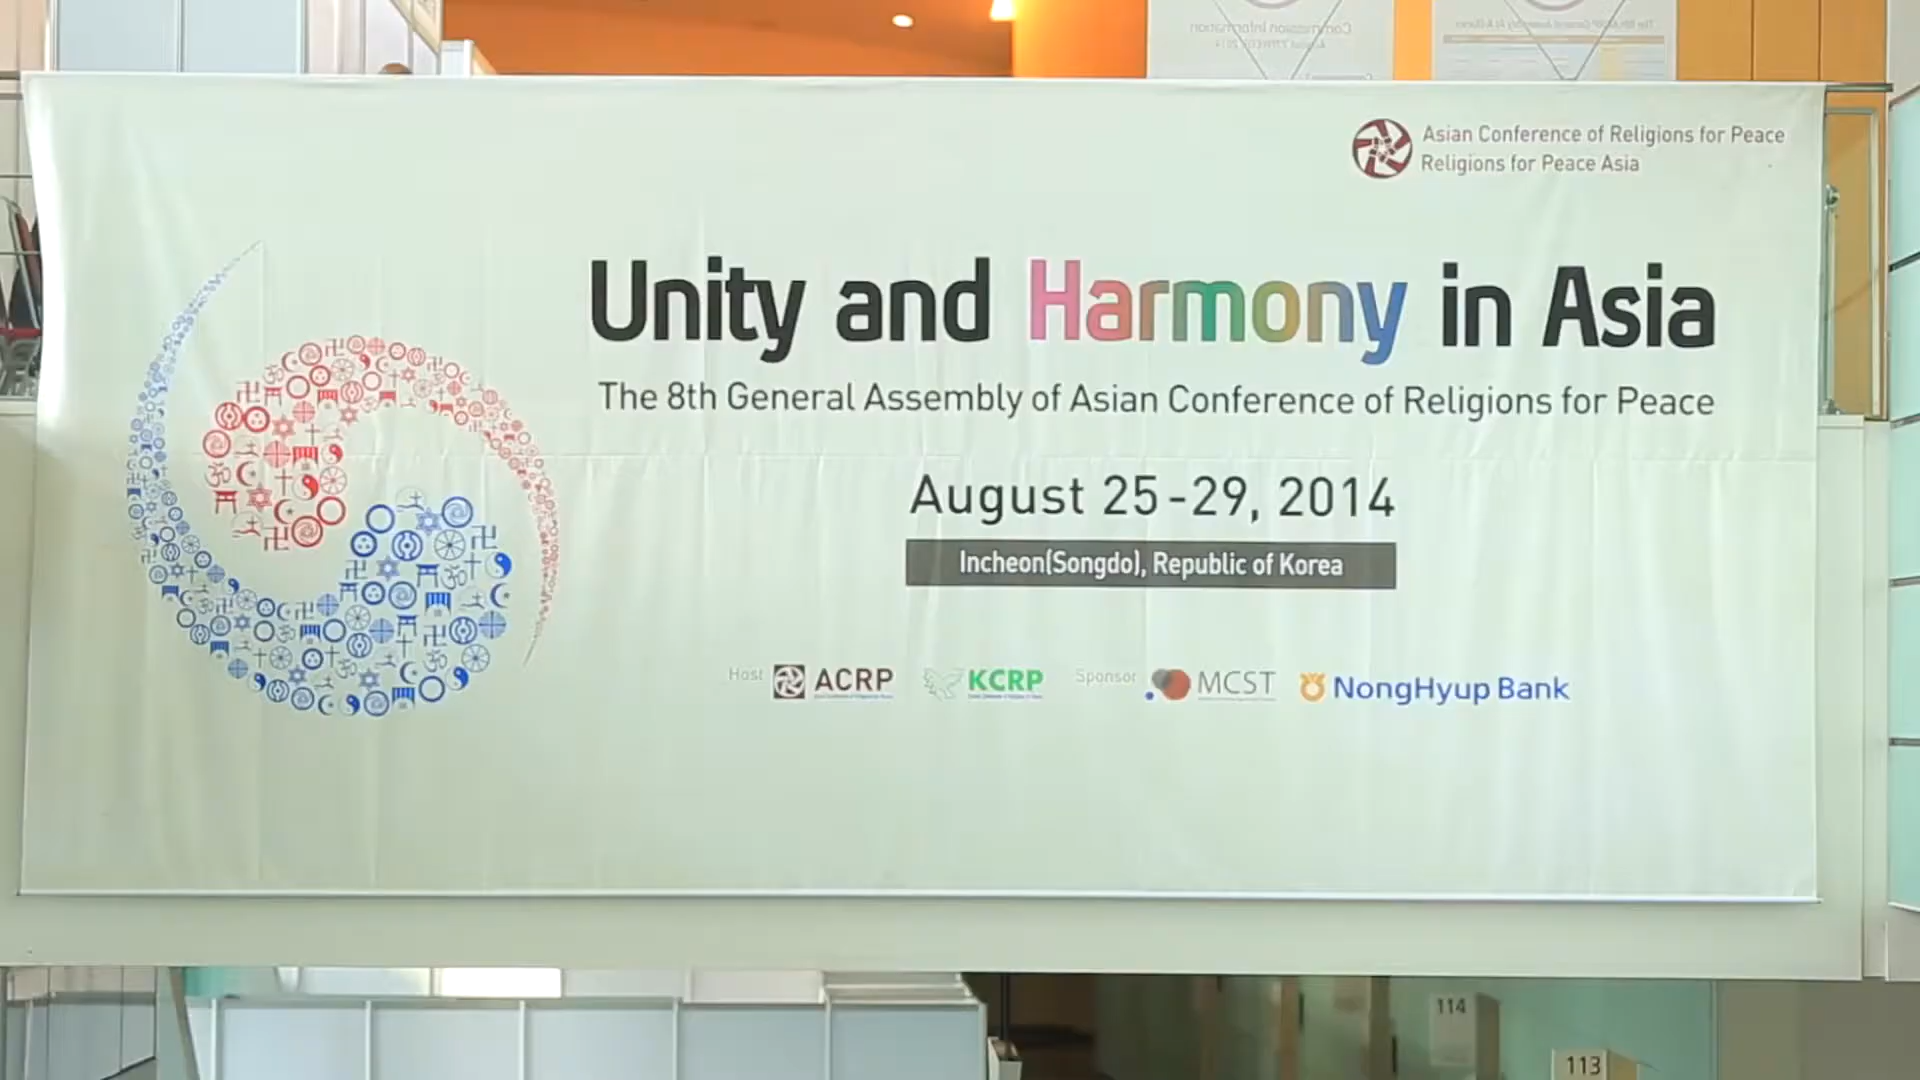 Commission Information
Asian Conference of Religions for Peace
Religions for Peace Asia
Unity and Harmony in Asia
The 8th General Assembly of Asian Conference of Religions for Peace
August 25-29, 2014
Incheon(Songdo), Republic of Korea
Host ACRP KCRP Sponsor MCST NongHyup Bank
114
113